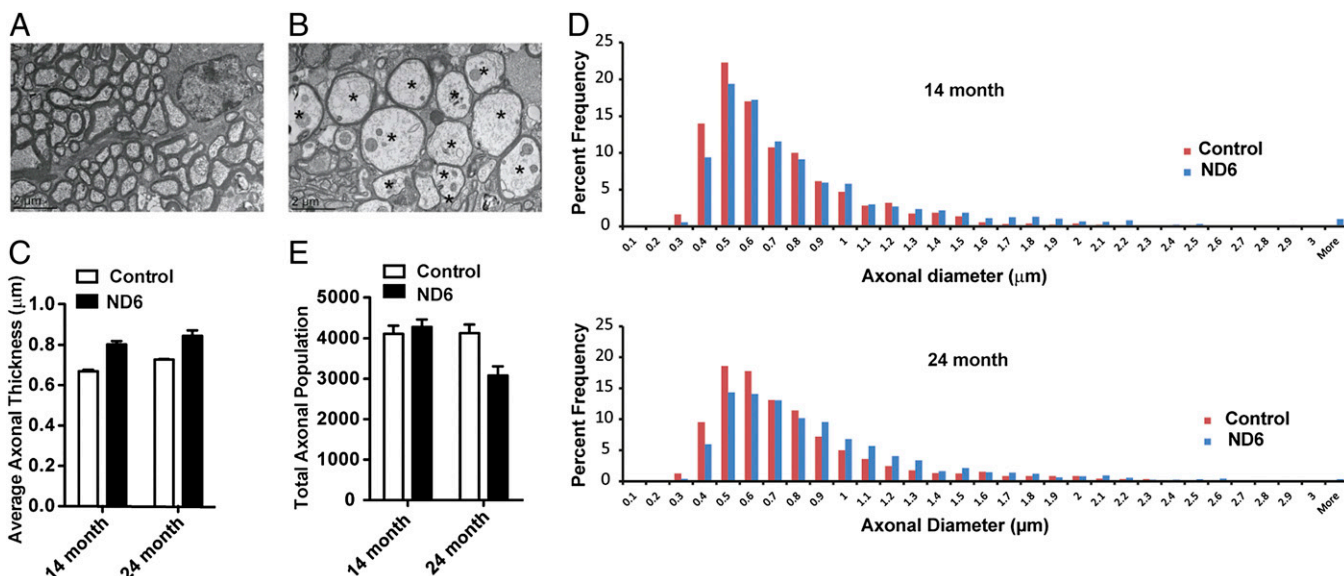 A
B
D
2 µm
2 µm
* * * * * * * * * * *
C
Control
ND6
Average Axonal Thickness (µm)
1.0
0.8
0.6
0.4
0.2
0.0
14 month
24 month
E
Control
ND6
Total Axonal Population
5000
4000
3000
2000
1000
0
14 month
24 month
Percent Frequency
25
20
15
10
5
0
14 month
Control
ND6
0.1 0.2 0.3 0.4 0.5 0.6 0.7 0.8 0.9 1 1.1 1.2 1.3 1.4 1.5 1.6 1.7 1.8 1.9 2 2.1 2.2 2.3 2.4 2.5 2.6 2.7 2.8 2.9 3 More
Axonal diameter (µm)
Percent Frequency
25
20
15
10
5
0
24 month
Control
ND6
0.1 0.2 0.3 0.4 0.5 0.6 0.7 0.8 0.9 1 1.1 1.2 1.3 1.4 1.5 1.6 1.7 1.8 1.9 2 2.1 2.2 2.3 2.4 2.5 2.6 2.7 2.8 2.9 3 More
Axonal Diameter (µm)